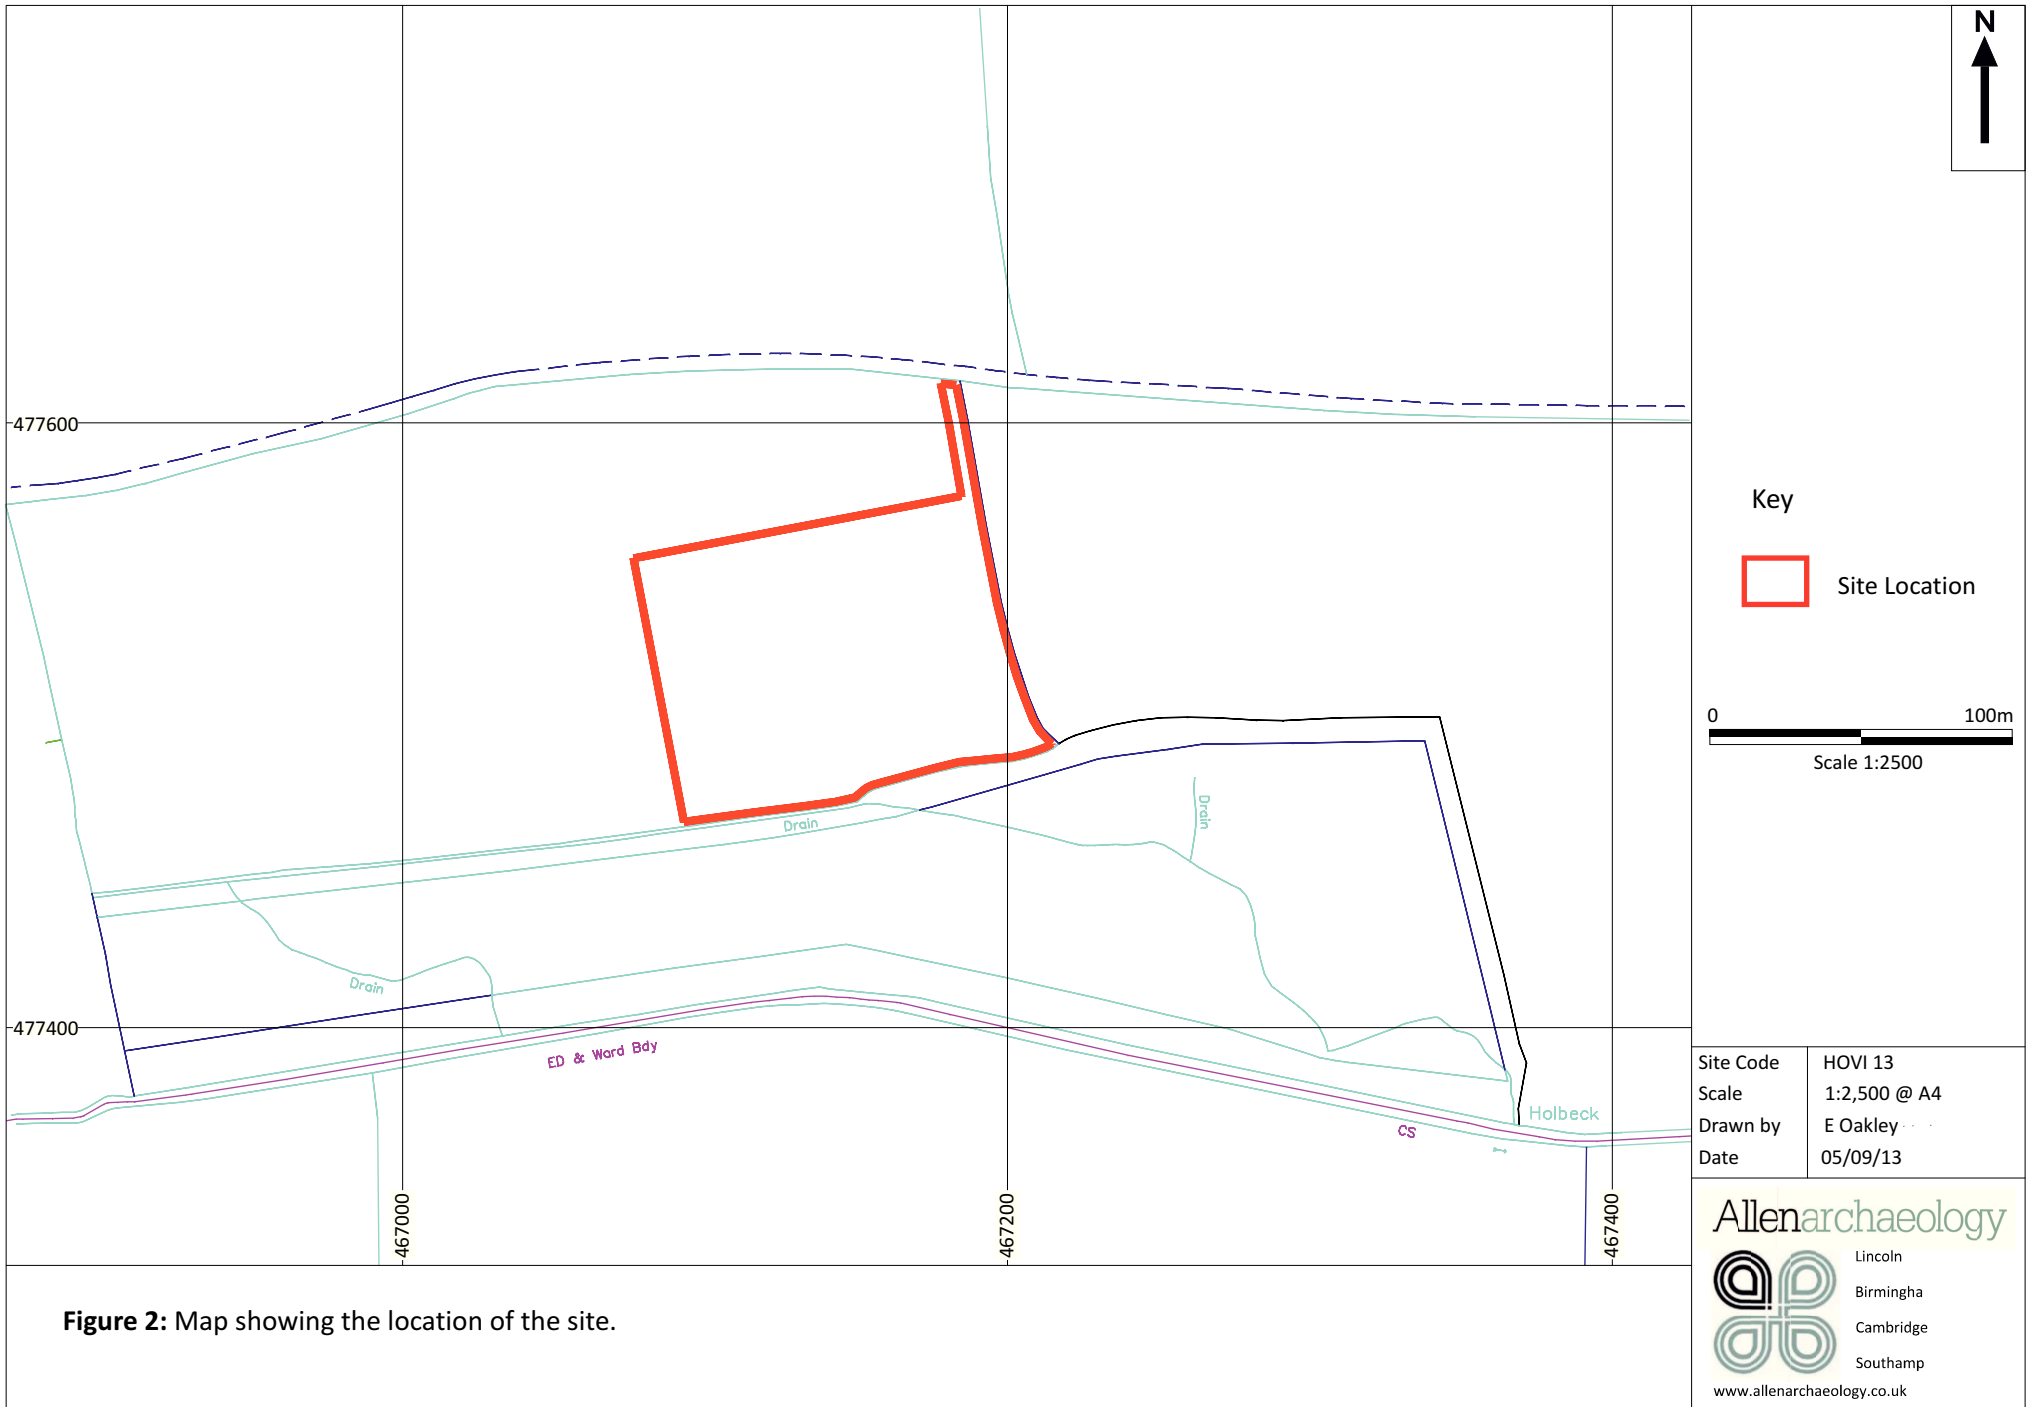 N
477600
Key
Site Location
0 100m
Scale 1:2500
Drain
Drain
Drain
477400
ED & Ward Bdy
CS
Holbeck
467000
467200
467400
Site Code HOVI 13
Scale 1:2,500 @ A4
Drawn by E Oakley
Date 05/09/13
Allenarchaeology
Lincoln
Birmingha
Cambridge
Southamp
www.allenarchaeology.co.uk
Figure 2: Map showing the location of the site.